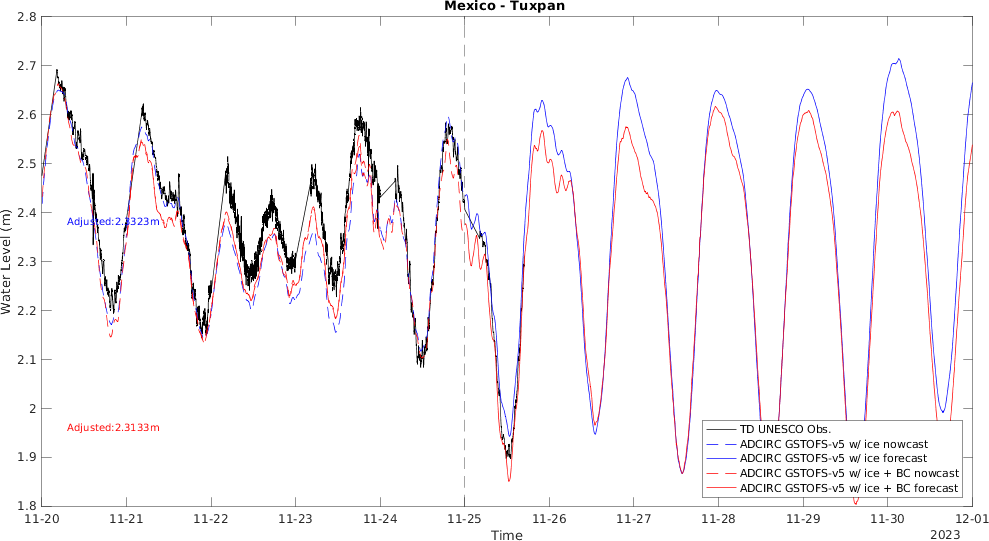 Mexico - Tuxpan
2.8
2.7
2.6
2.5
2.4
2.3
2.2
2.1
2
1.9
1.8
Water Level (m)
Adjusted:2.3323m
Adjusted:2.3133m
TD UNESCO Obs.
ADCIRC GSTOFS-v5 w/ ice nowcast
ADCIRC GSTOFS-v5 w/ ice forecast
ADCIRC GSTOFS-v5 w/ ice + BC nowcast
ADCIRC GSTOFS-v5 w/ ice + BC forecast
11-20 11-21 11-22 11-23 11-24 11-25 11-26 11-27 11-28 11-29 11-30 12-01
Time
2023